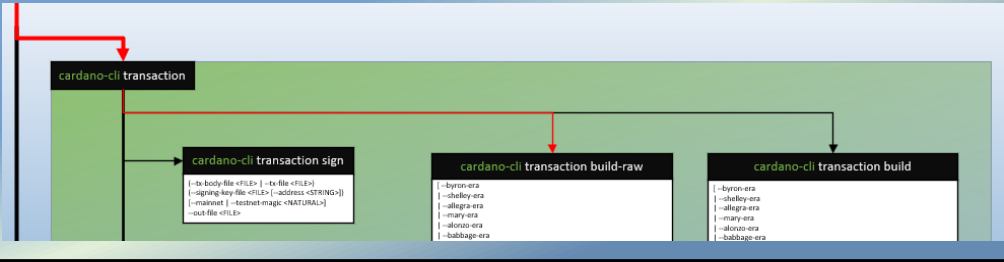 cardano-cli transaction
cardano-cli transaction sign
(--tx-body-file <FILE> | --tx-file <FILE>)
(--signing-key-file <FILE> [--address <STRING>])
[--mainnet | --testnet-magic <NATURAL>]
--out-file <FILE>
cardano-cli transaction build-raw
[ --byron-era
| --shelley-era
| --allegra-era
| --mary-era
| --alonzo-era
| --babbage-era
cardano-cli transaction build
[ --byron-era
| --shelley-era
| --allegra-era
| --mary-era
| --alonzo-era
| --babbage-era